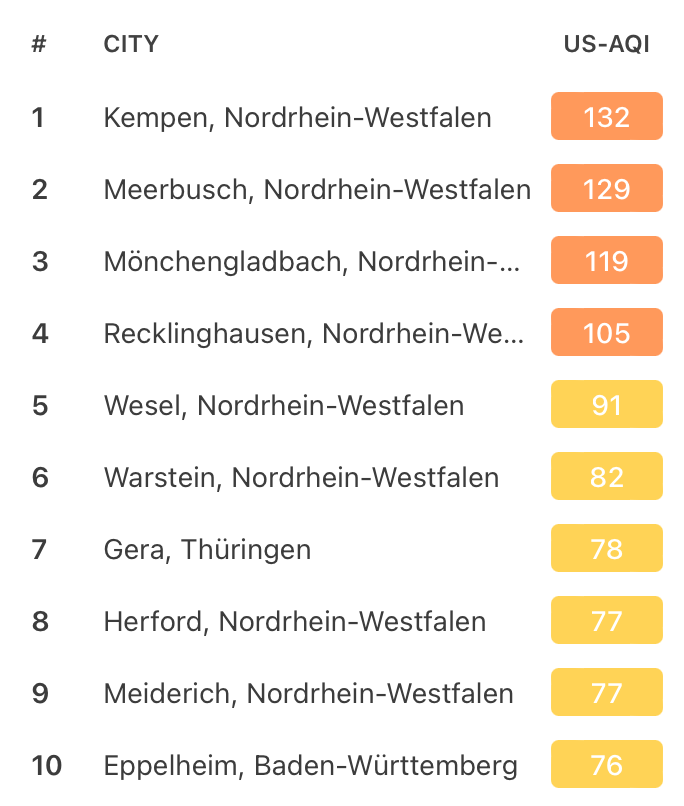 # CITY US-AQI
1 Kempen, Nordrhein-Westfalen 132
2 Meerbusch, Nordrhein-Westfalen 129
3 Mönchengladbach, Nordrhein-... 119
4 Recklinghausen, Nordrhein-We... 105
5 Wesel, Nordrhein-Westfalen 91
6 Warstein, Nordrhein-Westfalen 82
7 Gera, Thüringen 78
8 Herford, Nordrhein-Westfalen 77
9 Meiderich, Nordrhein-Westfalen 77
10 Eppelheim, Baden-Württemberg 76